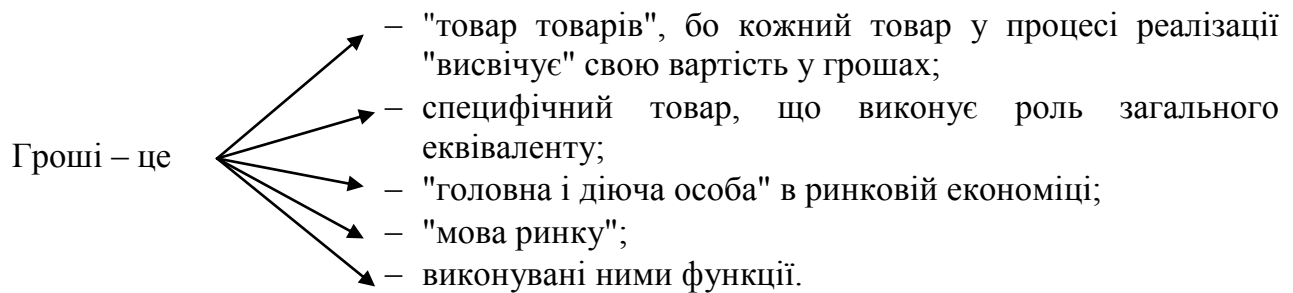 – "товар товарів", бо кожний товар у процесі реалізації
"висвічує" свою вартість у грошах;
– специфічний товар, що виконує роль загального
еквіваленту;
Гроші – це
– "головна і діюча особа" в ринковій економіці;
– "мова ринку";
– виконувані ними функції.